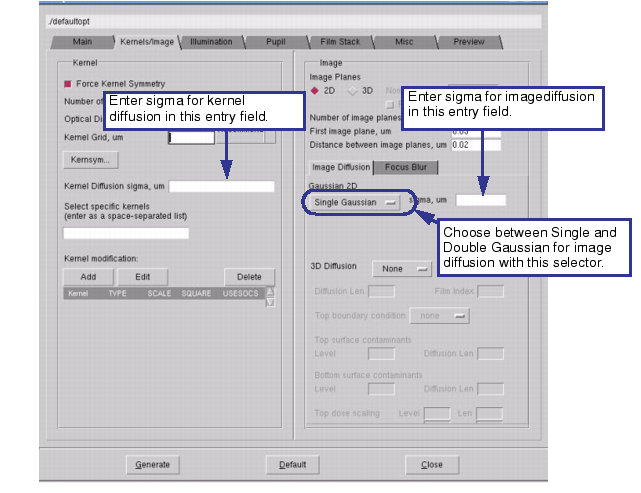 ./defaultopt
Main Kernels/Image Illumination Pupil Film Stack Misc Preview
Kernel
Force Kernel Symmetry
Number of
Optical Di
Kernel Grid, um
Kernsym...
Kernel Diffusion sigma, um
Select specific kernels
(enter as a space-separated list)
Kernel modification:
Add Edit Delete
Kernel TYPE SCALE SQUARE USESOCS
Enter sigma for kernel
diffusion in this entry field.
Image
Image Planes
2D 3D
Number of image planes
First image plane, um 0.05
Distance between image planes, um 0.02
Enter sigma for imagediffusion
in this entry field.
Image Diffusion Focus Blur
Gaussian 2D
Single Gaussian sigma, um
Choose between Single and
Double Gaussian for image
diffusion with this selector.
3D Diffusion None
Diffusion Len Film Index
Top boundary condition none
Top surface contaminants
Level Diffusion Len
Bottom surface contaminants
Level Diffusion Len
Top dose scaling Level Len
Generate Default Close